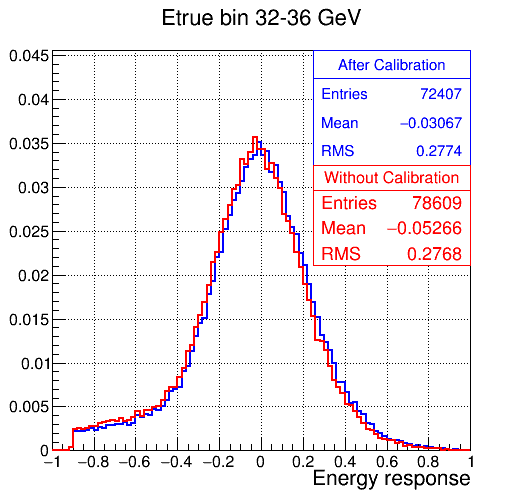 Etrue bin 32-36 GeV
After Calibration
Entries 72407
Mean −0.03067
RMS 0.2774
Without Calibration
Entries 78609
Mean −0.05266
RMS 0.2768
0.045
0.04
0.035
0.03
0.025
0.02
0.015
0.01
0.005
0
−1 −0.8 −0.6 −0.4 −0.2 0 0.2 0.4 0.6 0.8 1
Energy response